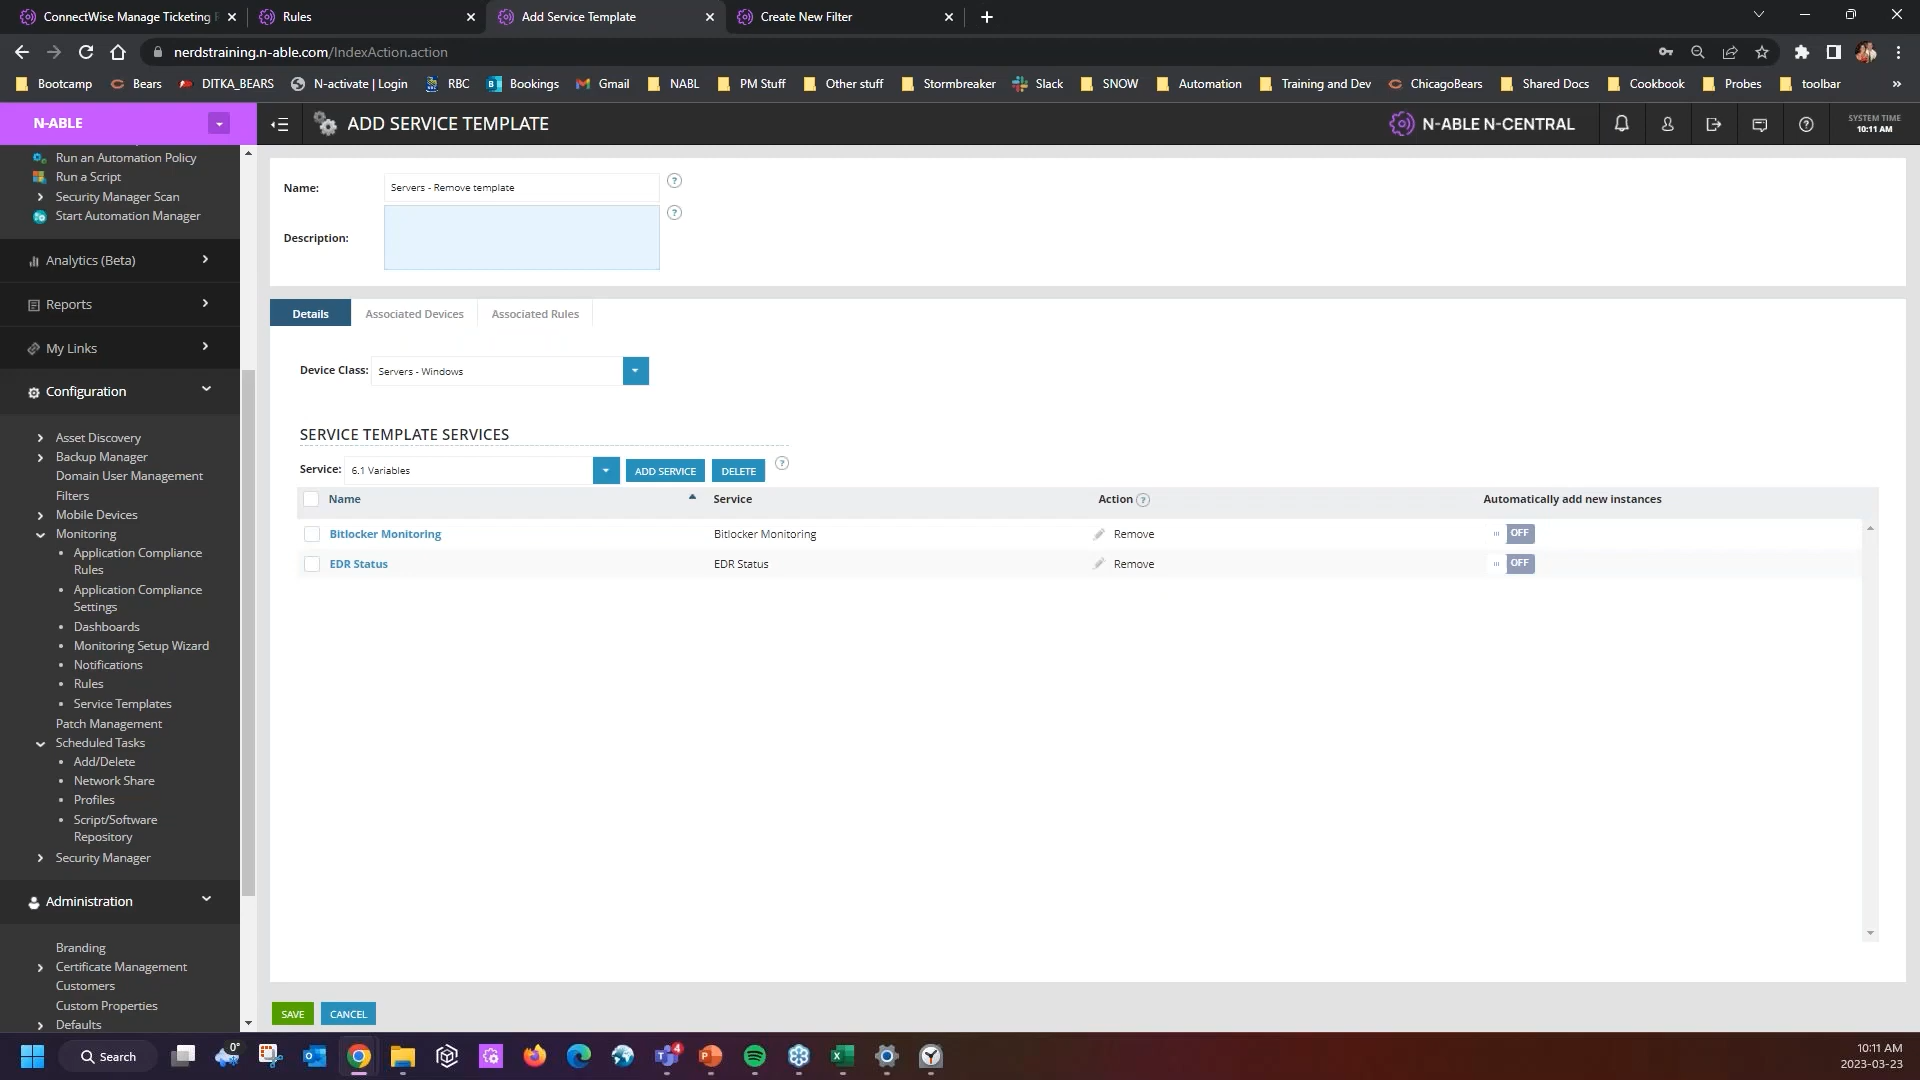 ConnectWise Manage Ticketing
Rules
Add Service Template
Create New Filter
nerdstraining.n-able.com/IndexAction.action
Bootcamp
Bears
DITKA_BEARS
N-activate | Login
RBC
Bookings
Gmail
NABL
PM Stuff
Other stuff
Stormbreaker
Slack
SNOW
Automation
Training and Dev
ChicagoBears
Shared Docs
Cookbook
Probes
toolbar
N-ABLE
ADD SERVICE TEMPLATE
N-ABLE N-CENTRAL
SYSTEM TIME
10:11 AM
Run an Automation Policy
Run a Script
Security Manager Scan
Start Automation Manager
Analytics (Beta)
Reports
My Links
Configuration
Asset Discovery
Backup Manager
Domain User Management
Filters
Mobile Devices
Monitoring
Application Compliance
Rules
Application Compliance
Settings
Dashboards
Monitoring Setup Wizard
Notifications
Rules
Service Templates
Patch Management
Scheduled Tasks
Add/Delete
Network Share
Profiles
Script/Software
Repository
Security Manager
Administration
Branding
Certificate Management
Customers
Custom Properties
Defaults
Name:
Servers - Remove template
Description:
Details
Associated Devices
Associated Rules
Device Class:
Servers - Windows
SERVICE TEMPLATE SERVICES
Service:
6.1 Variables
ADD SERVICE
DELETE
Name
Service
Action
Automatically add new instances
Bitlocker Monitoring
Bitlocker Monitoring
Remove
OFF
EDR Status
EDR Status
Remove
OFF
SAVE
CANCEL
0°
Search
4
10:11 AM
2023-03-23